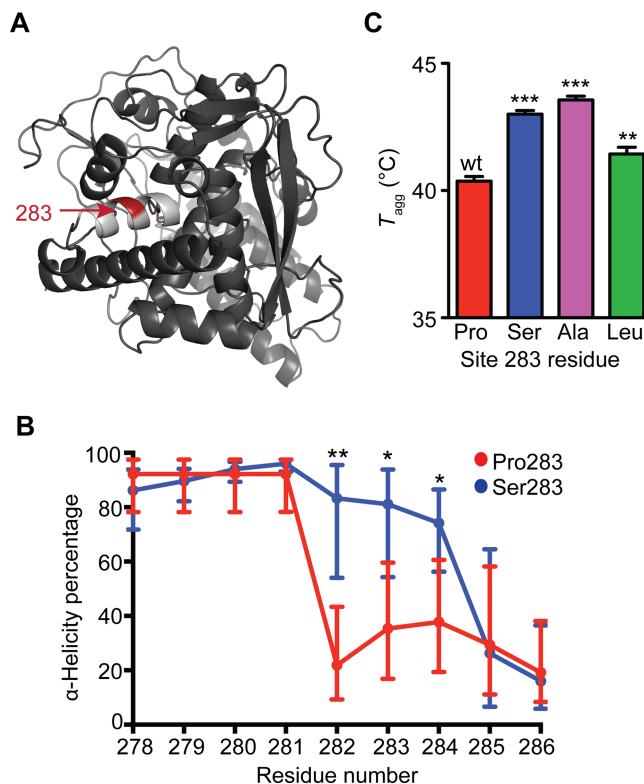 A
283
C
45
40
35
T agg (°C)
wt
***
***
**
Pro Ser Ala Leu
Site 283 residue
B
α-Helicity percentage
100
80
60
40
20
0
** * *
Pro283
Ser283
278 279 280 281 282 283 284 285 286
Residue number